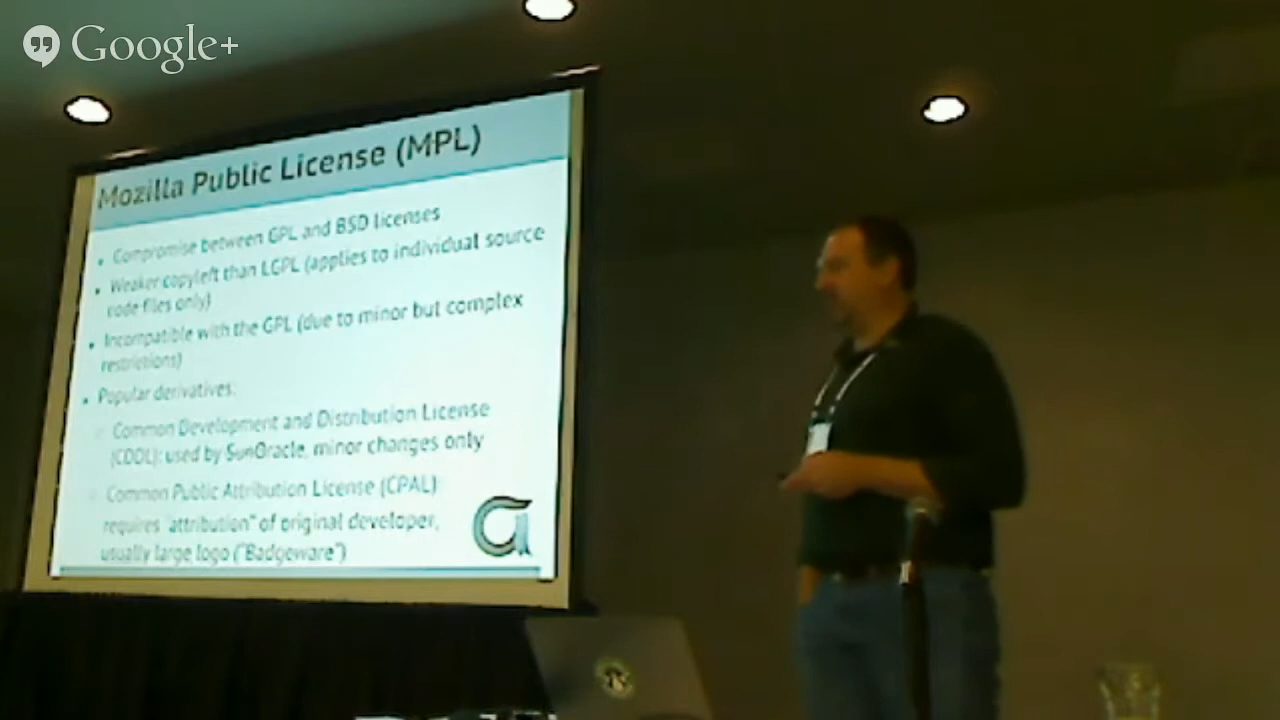 Google+
Mozilla Public License (MPL)
Compromise between GPL and BSD licenses
Weaker copyleft than LGPL (applies to individual source
code files only)
Incompatible with the GPL (due to minor but complex
restrictions)
Popular derivatives:
Common Development and Distribution License
(CDDL): used by Sun/Oracle, minor changes only
Common Public Attribution License (CPAL)
requires "attribution" of original developer,
usually large logo ("Badgeware")